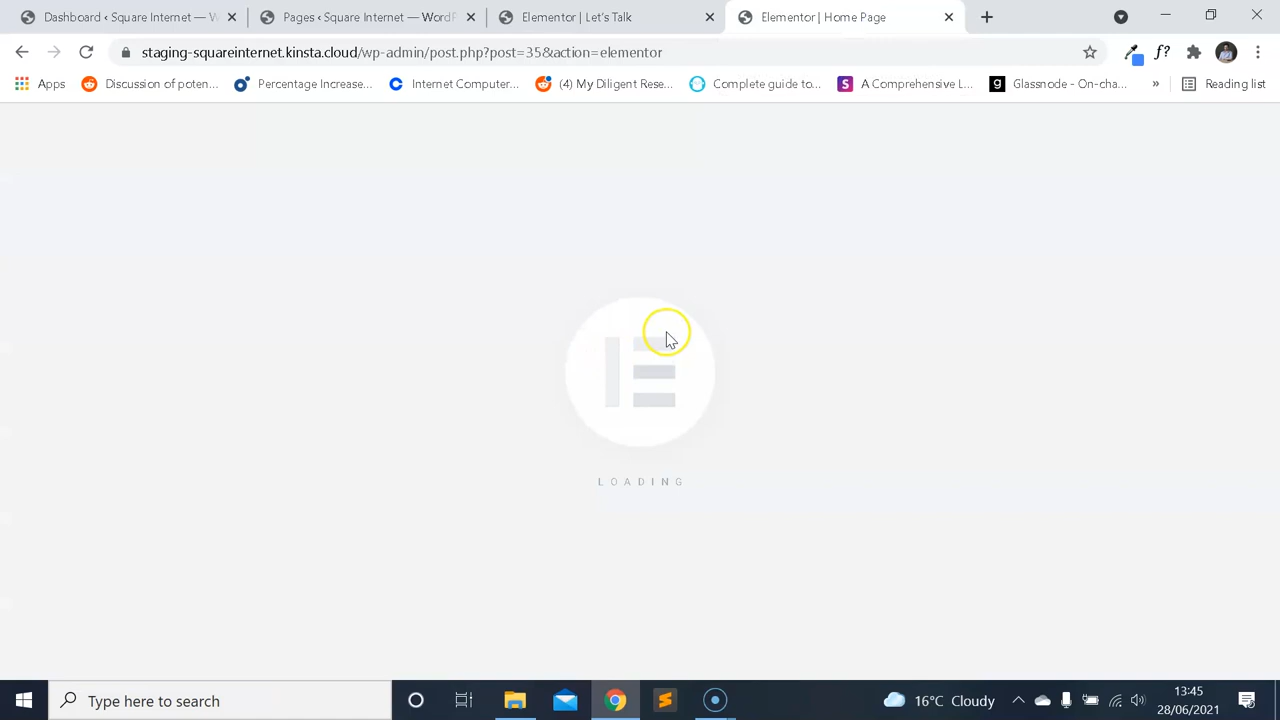 Dashboard ‹ Square Internet — W
Pages ‹ Square Internet — WordP
Elementor | Let's Talk
Elementor | Home Page
staging-squareinternet.kinsta.cloud/wp-admin/post.php?post=35&action=elementor
f?
Apps
Discussion of poten...
Percentage Increase...
Internet Computer...
(4) My Diligent Rese...
Complete guide to...
A Comprehensive L...
Glassnode - On-cha...
»
Reading list
LOADING
Type here to search
16°C Cloudy
13:45
28/06/2021